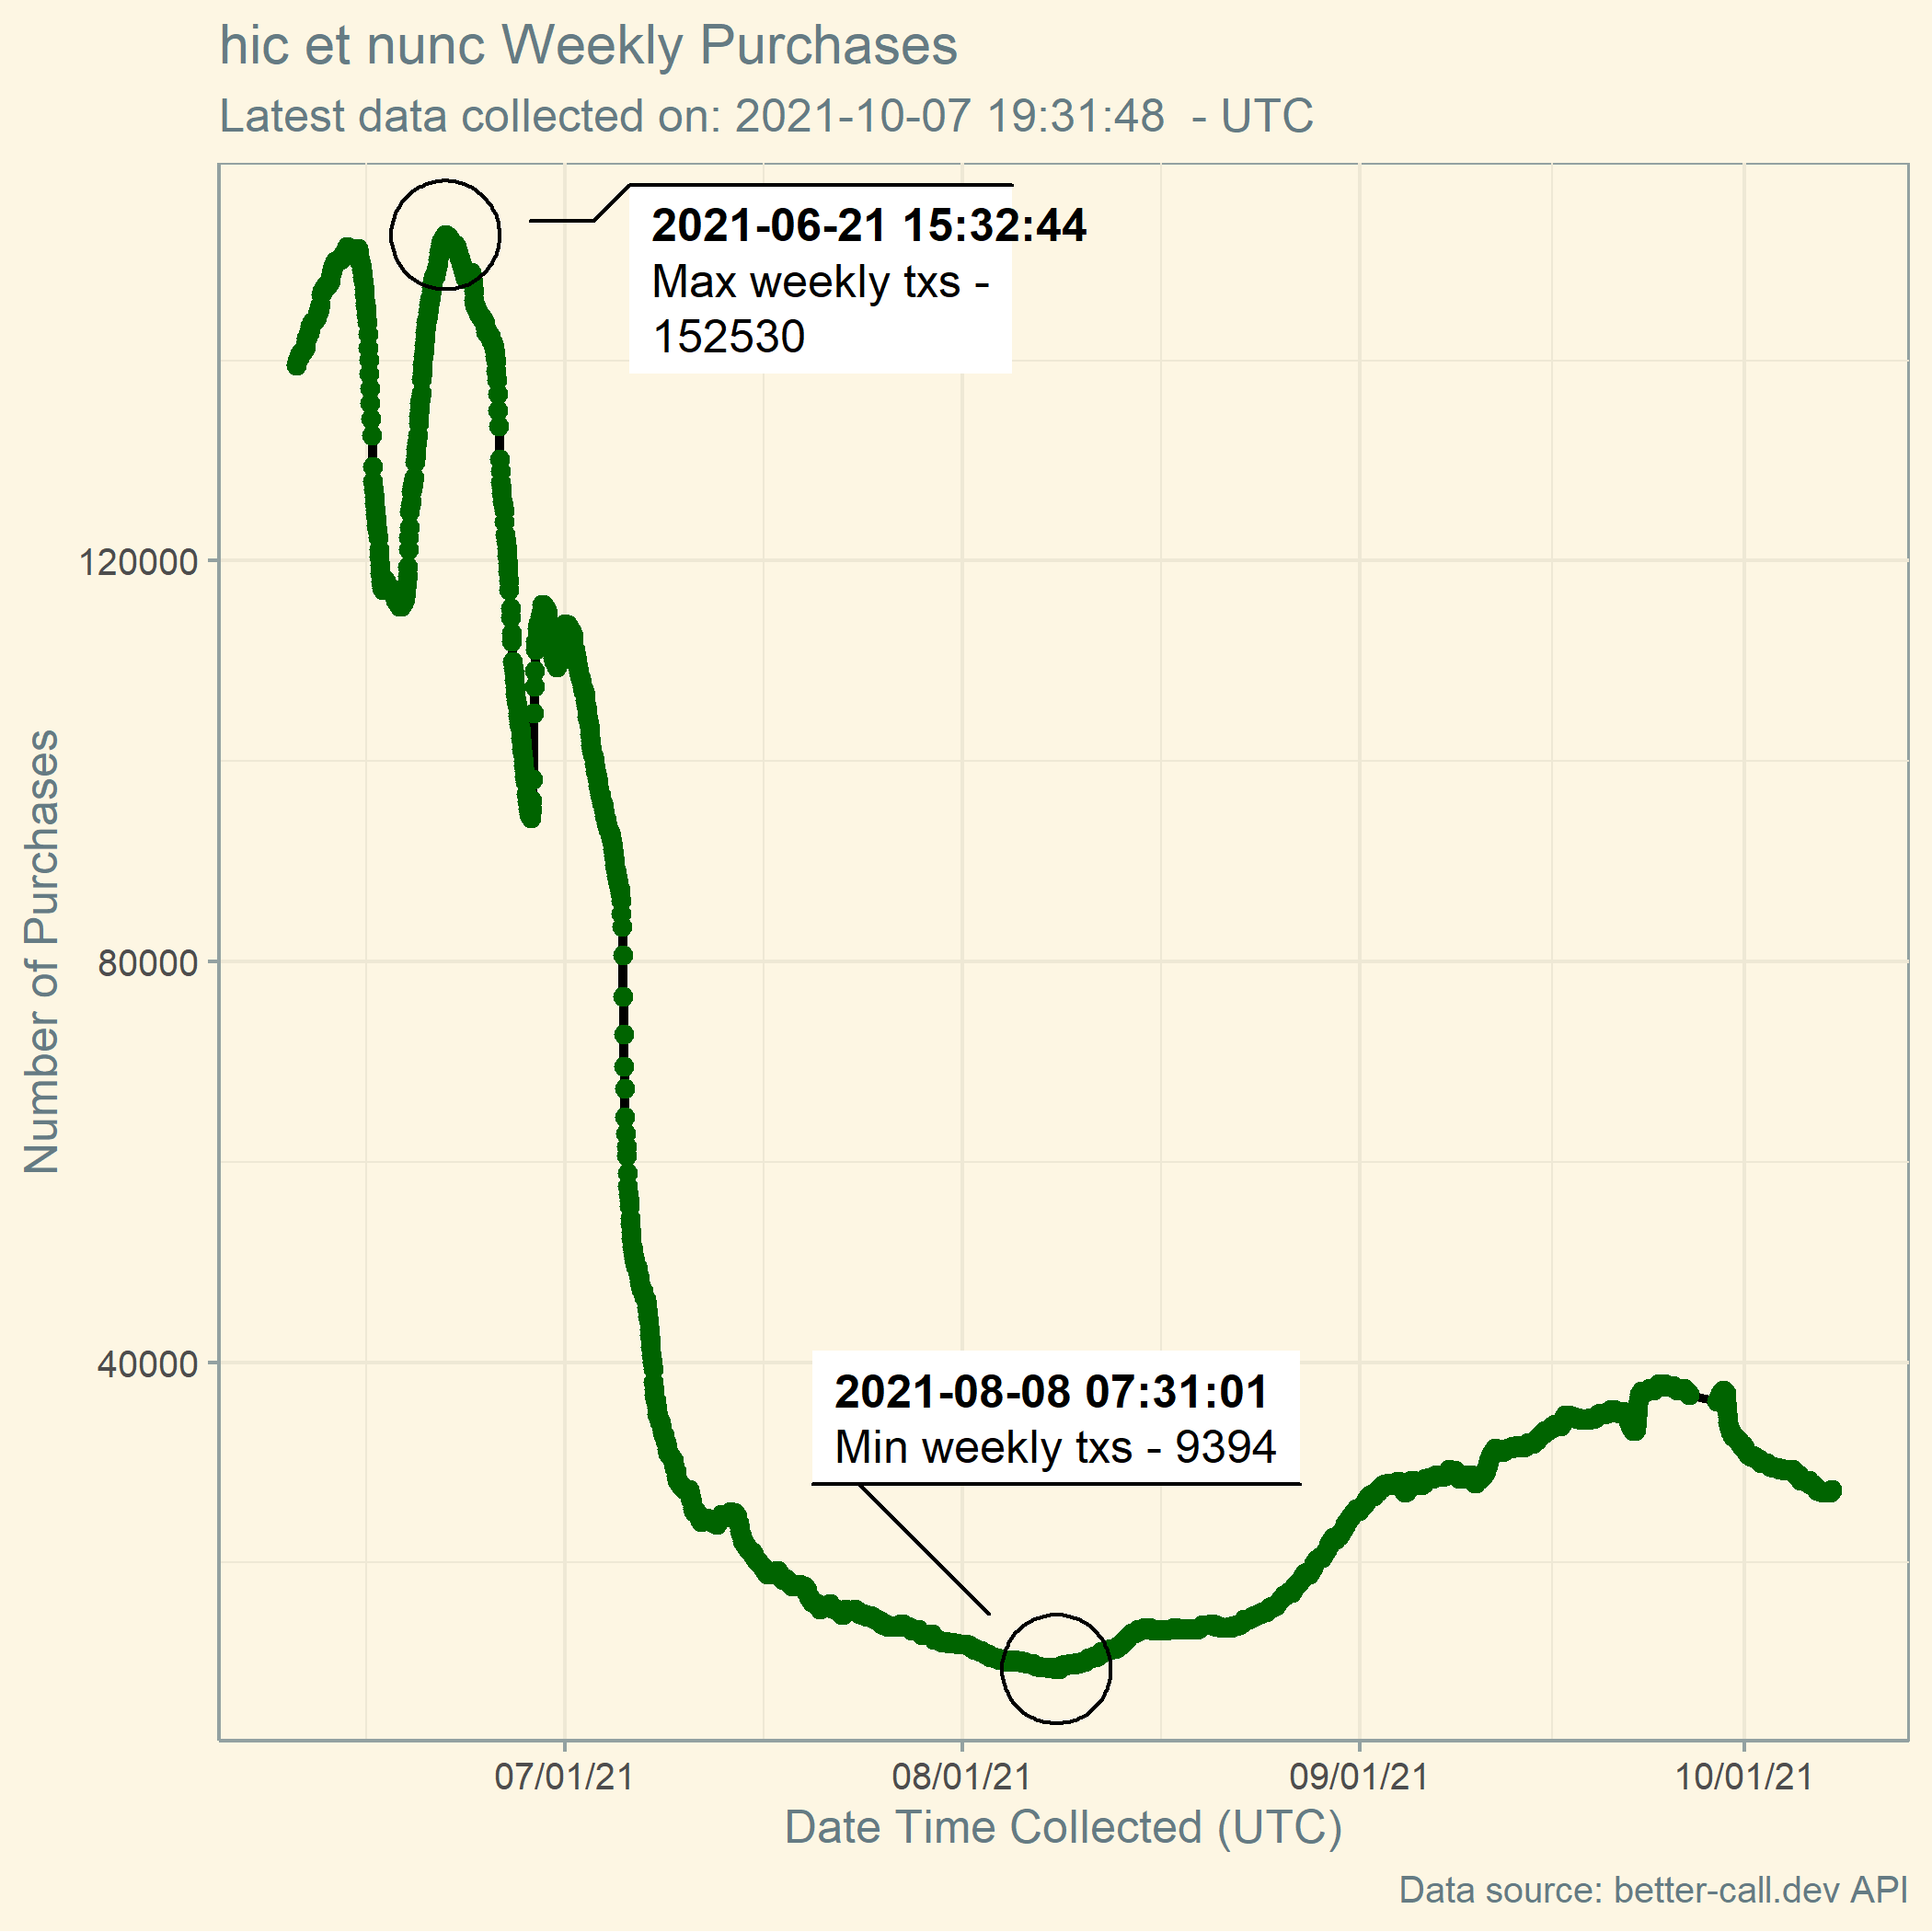 hic et nunc Weekly Purchases
Latest data collected on: 2021-10-07 19:31:48  - UTC
2021-06-21 15:32:44
Max weekly txs -
152530
120000
80000
40000
Number of Purchases
2021-08-08 07:31:01
Min weekly txs - 9394
07/01/21 08/01/21 09/01/21 10/01/21
Date Time Collected (UTC)
Data source: better-call.dev API